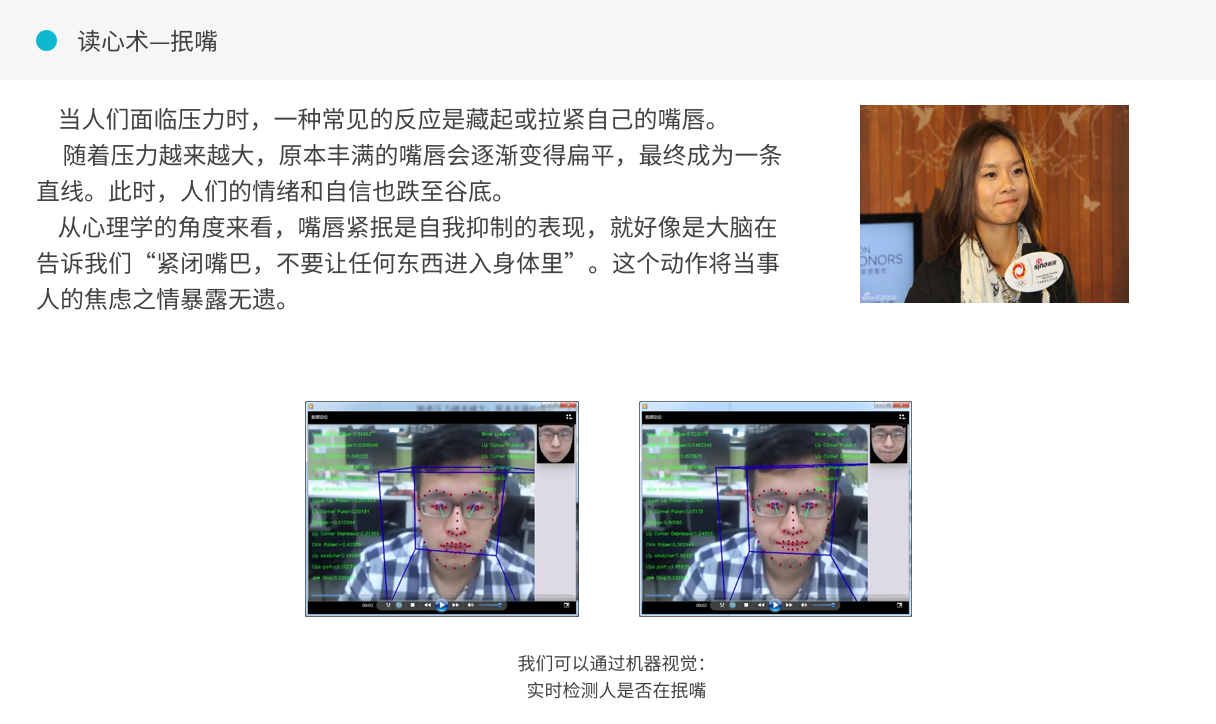 读心术—抿嘴
当人们面临压力时，一种常见的反应是藏起或拉紧自己的嘴唇。
随着压力越来越大，原本丰满的嘴唇会逐渐变得扁平，最终成为一条
直线。此时，人们的情绪和自信也跌至谷底。
从心理学的角度来看，嘴唇紧抿是自我抑制的表现，就好像是大脑在
告诉我们“紧闭嘴巴，不要让任何东西进入身体里”。这个动作将当事
人的焦虑之情暴露无遗。
ONORS
sina
我们可以通过机器视觉：
实时检测人是否在抿嘴